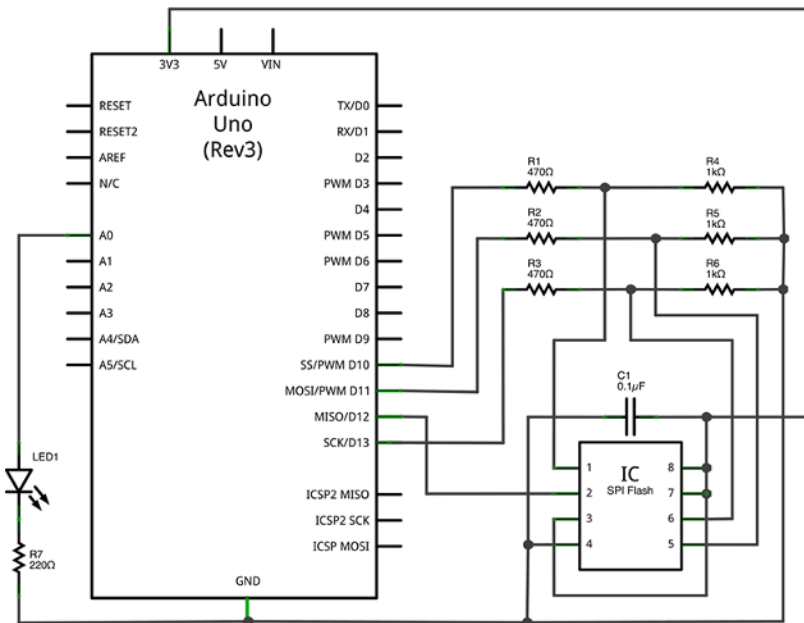 3V3
5V
VIN
Arduino
Uno
(Rev3)
RESET
RESET2
AREF
N/C
A0
A1
A2
A3
A4/SDA
A5/SCL
TX/D0
RX/D1
D2
PWM D3
D4
PWM D5
PWM D6
D7
D8
PWM D9
SS/PWM D10
MOSI/PWM D11
MISO/D12
SCK/D13
ICSP2 MISO
ICSP2 SCK
ICSP MOSI
GND
R1
470Ω
R4
1kΩ
R2
470Ω
R5
1kΩ
R3
470Ω
R6
1kΩ
C1
0.1µF
IC
SPI Flash
1
2
3
4
8
7
6
5
LED1
R7
220Ω